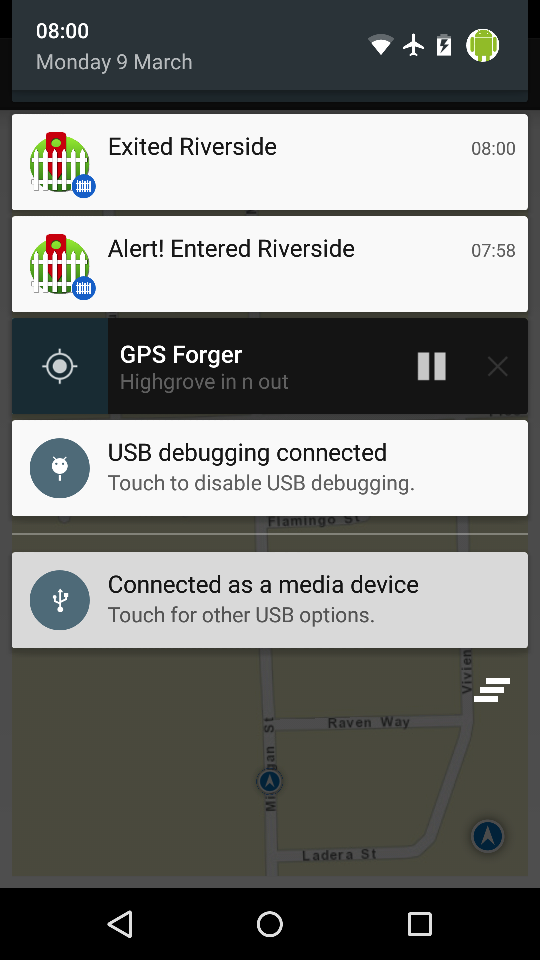 08:00
Monday 9 March
Exited Riverside 08:00
Alert! Entered Riverside 07:58
GPS Forger
Highgrove in n out
USB debugging connected
Touch to disable USB debugging.
Flamingo St
Connected as a media device
Touch for other USB options.
Vivien
Raven Way
St
Ladera St